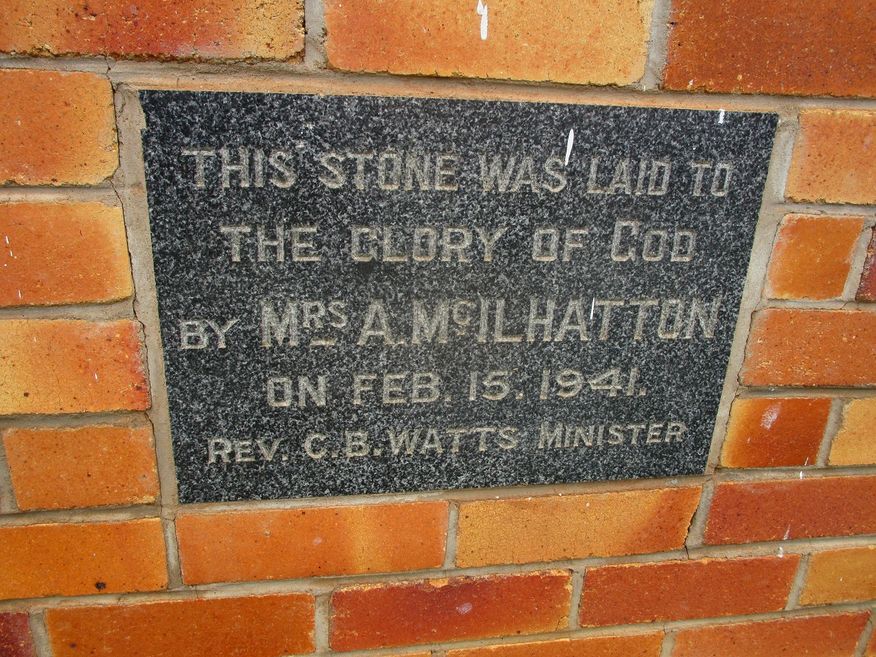 THIS STONE WAS LAID TO
THE GLORY OF GOD
BY MRS A. MCILHATTON
ON FEB. 15. 1941.
REV. C. B. WATTS MINISTER